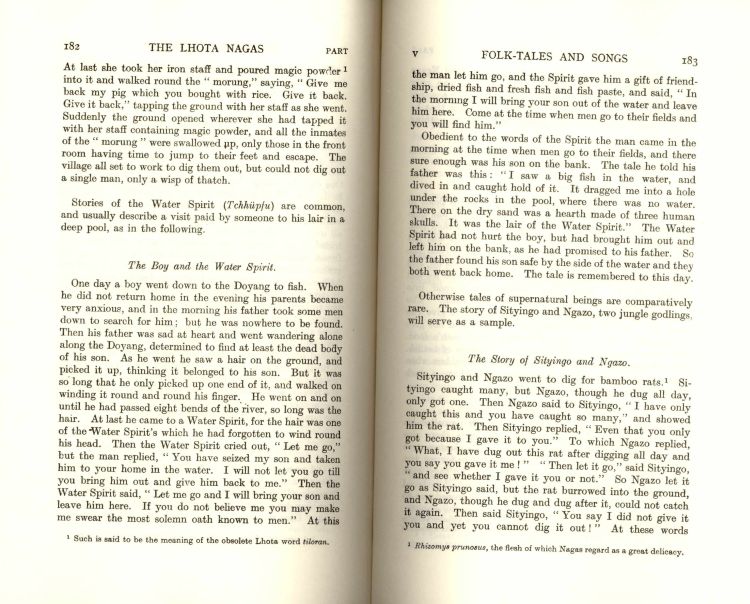 182 THE LHOTA NAGAS PART
At last she took her iron staff and poured magic powder 1
into it and walked round the “ morung,” saying, “ Give me
back my pig which you bought with rice. Give it back.
Give it back,” tapping the ground with her staff as she went.
Suddenly the ground opened wherever she had tapped it
with her staff containing magic powder, and all the inmates
of the “ morung ” were swallowed up, only those in the front
room having time to jump to their feet and escape. The
village all set to work to dig them out, but could not dig out
a single man, only a wisp of thatch.
Stories of the Water Spirit (Tchhüpfu) are common,
and usually describe a visit paid by someone to his lair in a
deep pool, as in the following.
The Boy and the Water Spirit.
One day a boy went down to the Doyang to fish. When
he did not return home in the evening his parents became
very anxious, and in the morning his father took some men
down to search for him ; but he was nowhere to be found.
Then his father was sad at heart and went wandering alone
along the Doyang, determined to find at least the dead body
of his son. As he went he saw a hair on the ground, and
picked it up, thinking it belonged to his son. But it was
so long that he only picked up one end of it, and walked on
winding it round and round his finger. He went on and on
until he had passed eight bends of the river, so long was the
hair. At last he came to a Water Spirit, for the hair was one
of the Water Spirit's which he had forgotten to wind round
his head. Then the Water Spirit cried out, “ Let me go,”
but the man replied, “ You have seized my son and taken
him to your home in the water. I will not let you go till
you bring him out and give him back to me.” Then the
Water Spirit said, “ Let me go and I will bring your son and
leave him here. If you do not believe me you may make
me swear the most solemn oath known to men.” At this
1 Such is said to be the meaning of the obsolete Lhota word tiloran.
V FOLK-TALES AND SONGS 183
the man let him go, and the Spirit gave him a gift of friend-
ship, dried fish and fresh fish and fish paste, and said, “ In
the morning I will bring your son out of the water and leave
him here. Come at the time when men go to their fields and
you will find him.”
Obedient to the words of the Spirit the man came in the
morning at the time when men go to their fields, and there
sure enough was his son on the bank. The tale he told his
father was this : “ I saw a big fish in the water, and
dived in and caught hold of it. It dragged me into a hole
under the rocks in the pool, where there was no water.
There on the dry sand was a hearth made of three human
skulls. It was the lair of the Water Spirit.” The Water
Spirit had not hurt the boy, but had brought him out and
left him on the bank, as he had promised to his father. So
the father found his son safe by the side of the water and they
both went back home. The tale is remembered to this day.
Otherwise tales of supernatural beings are comparatively
rare. The story of Sityingo and Ngazo, two jungle godlings,
will serve as a sample.
The Story of Sityingo and Ngazo.
Sityingo and Ngazo went to dig for bamboo rats.1 Si-
tyingo caught many, but Ngazo, though he dug all day,
only got one. Then Ngazo said to Sityingo, “ I have only
caught this and you have caught so many,” and showed
him the rat. Then Sityingo replied, “ Even that you only
got because I gave it to you.” To which Ngazo replied,
“ What, I have dug out this rat after digging all day and
you say you gave it me ! ” “ Then let it go,” said Sityingo,
“ and see whether I gave it you or not.” So Ngazo let it
go as Sityingo said, but the rat burrowed into the ground,
and Ngazo, though he dug and dug after it, could not catch
it again. Then said Sityingo, “ You say I did not give it
you and yet you cannot dig it out ! ” At these words
1 Rhizomys prunosus, the flesh of which Nagas regard as a great delicacy.